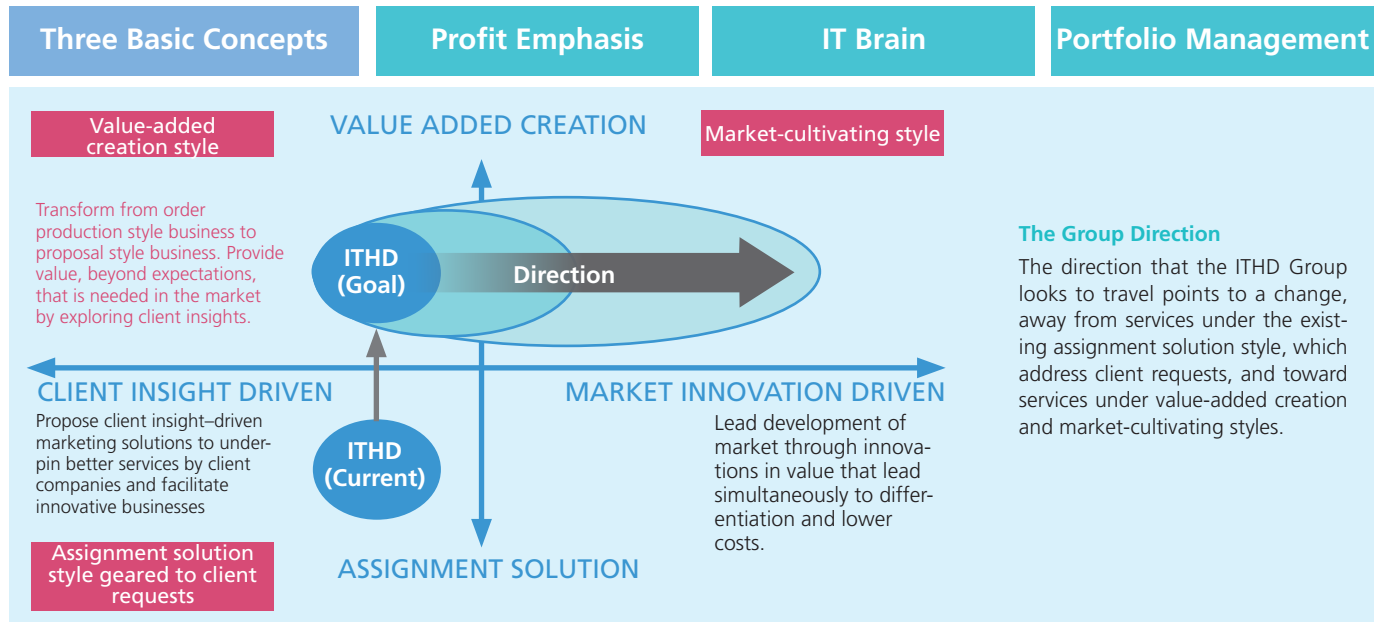 Three Basic Concepts
Profit Emphasis
IT Brain
Portfolio Management
Value-added
creation style
VALUE ADDED CREATION
Market-cultivating style
Transform from order
production style business to
proposal style business. Provide
value, beyond expectations,
that is needed in the market
by exploring client insights.
ITHD
(Goal)
Direction
The Group Direction
The direction that the ITHD Group
looks to travel points to a change,
away from services under the exist-
ing assignment solution style, which
address client requests, and toward
services under value-added creation
and market-cultivating styles.
CLIENT INSIGHT DRIVEN
MARKET INNOVATION DRIVEN
Propose client insight–driven
marketing solutions to under-
pin better services by client
companies and facilitate
innovative businesses
ITHD
(Current)
Lead development of
market through innova-
tions in value that lead
simultaneously to differ-
entiation and lower
costs.
Assignment solution
style geared to client
requests
ASSIGNMENT SOLUTION